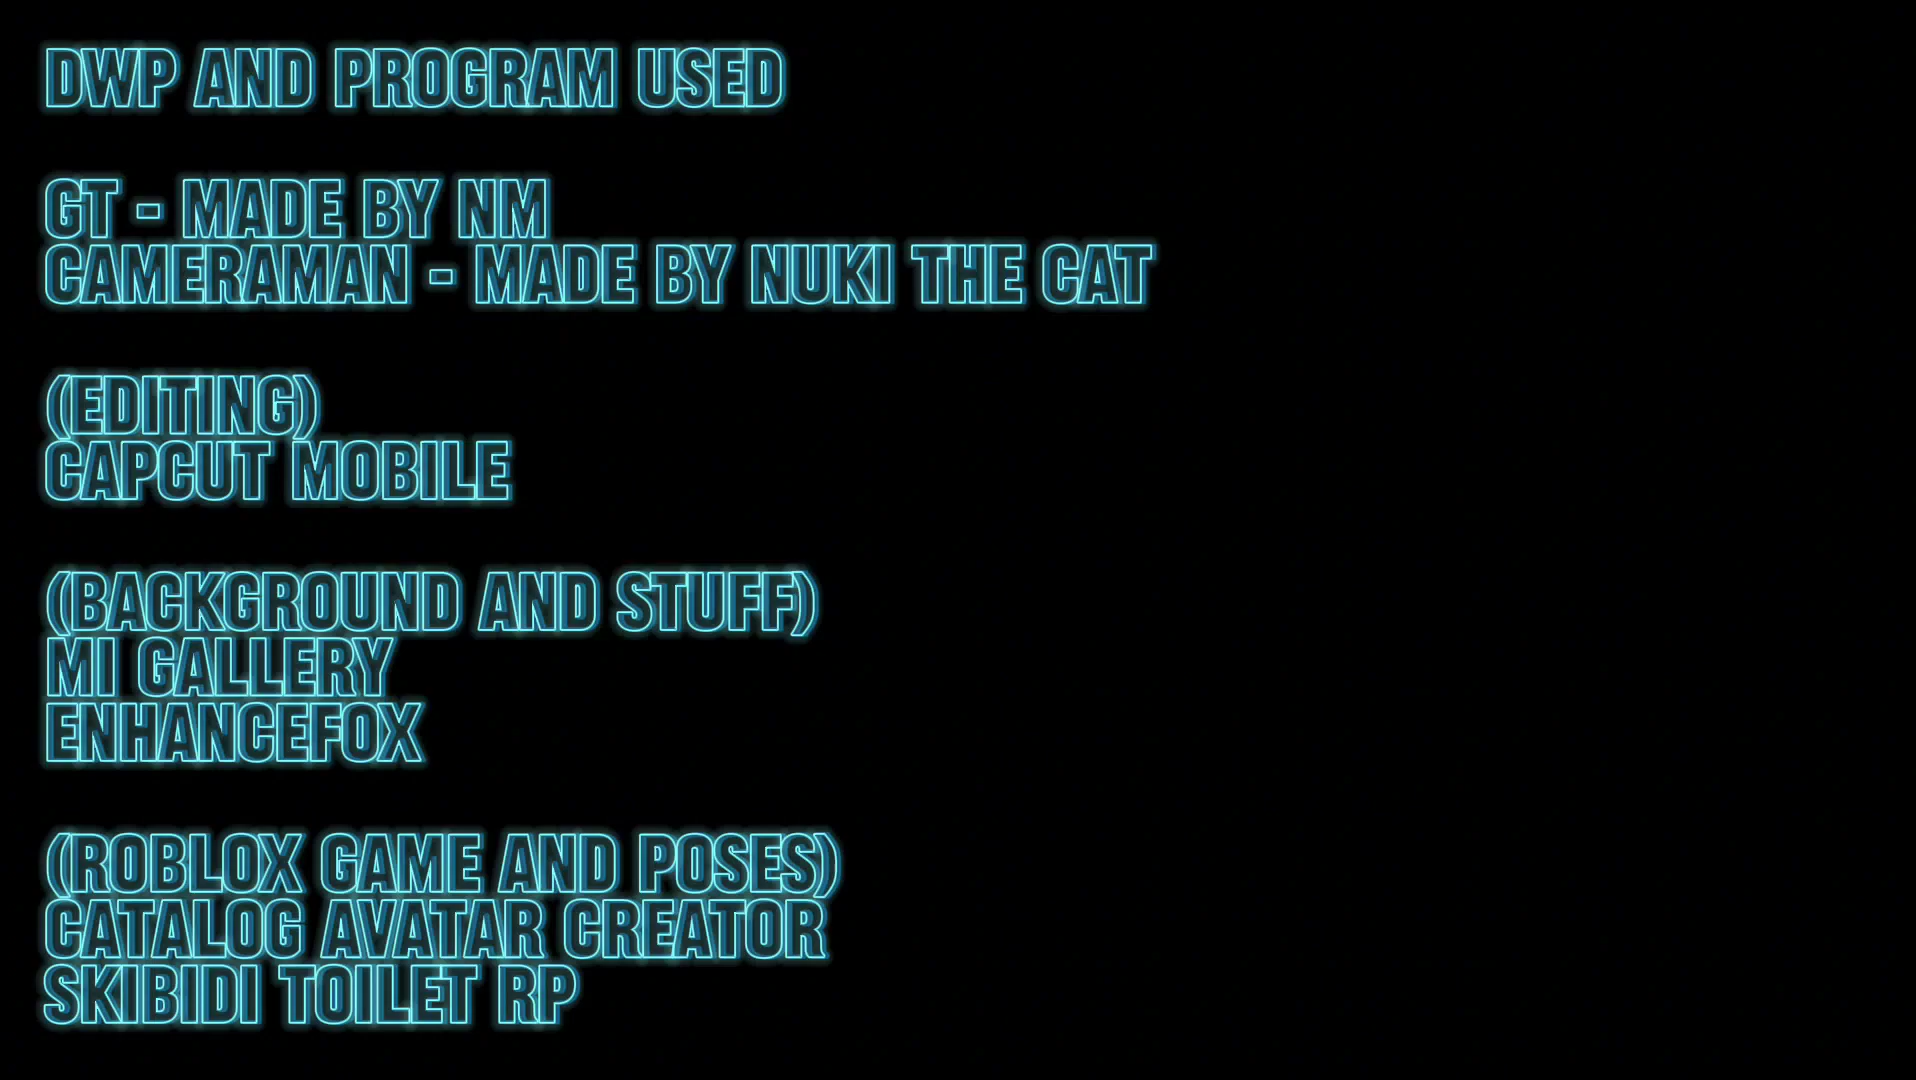 DWP AND PROGRAM USED
GT - MADE BY NM
CAMERAMAN - MADE BY NUKI THE CAT
(EDITING)
CAPCUT MOBILE
(BACKGROUND AND STUFF)
MI GALLERY
ENHANCEFOX
(ROBLOX GAME AND POSES)
CATALOG AVATAR CREATOR
SKIBIDI TOILET RP